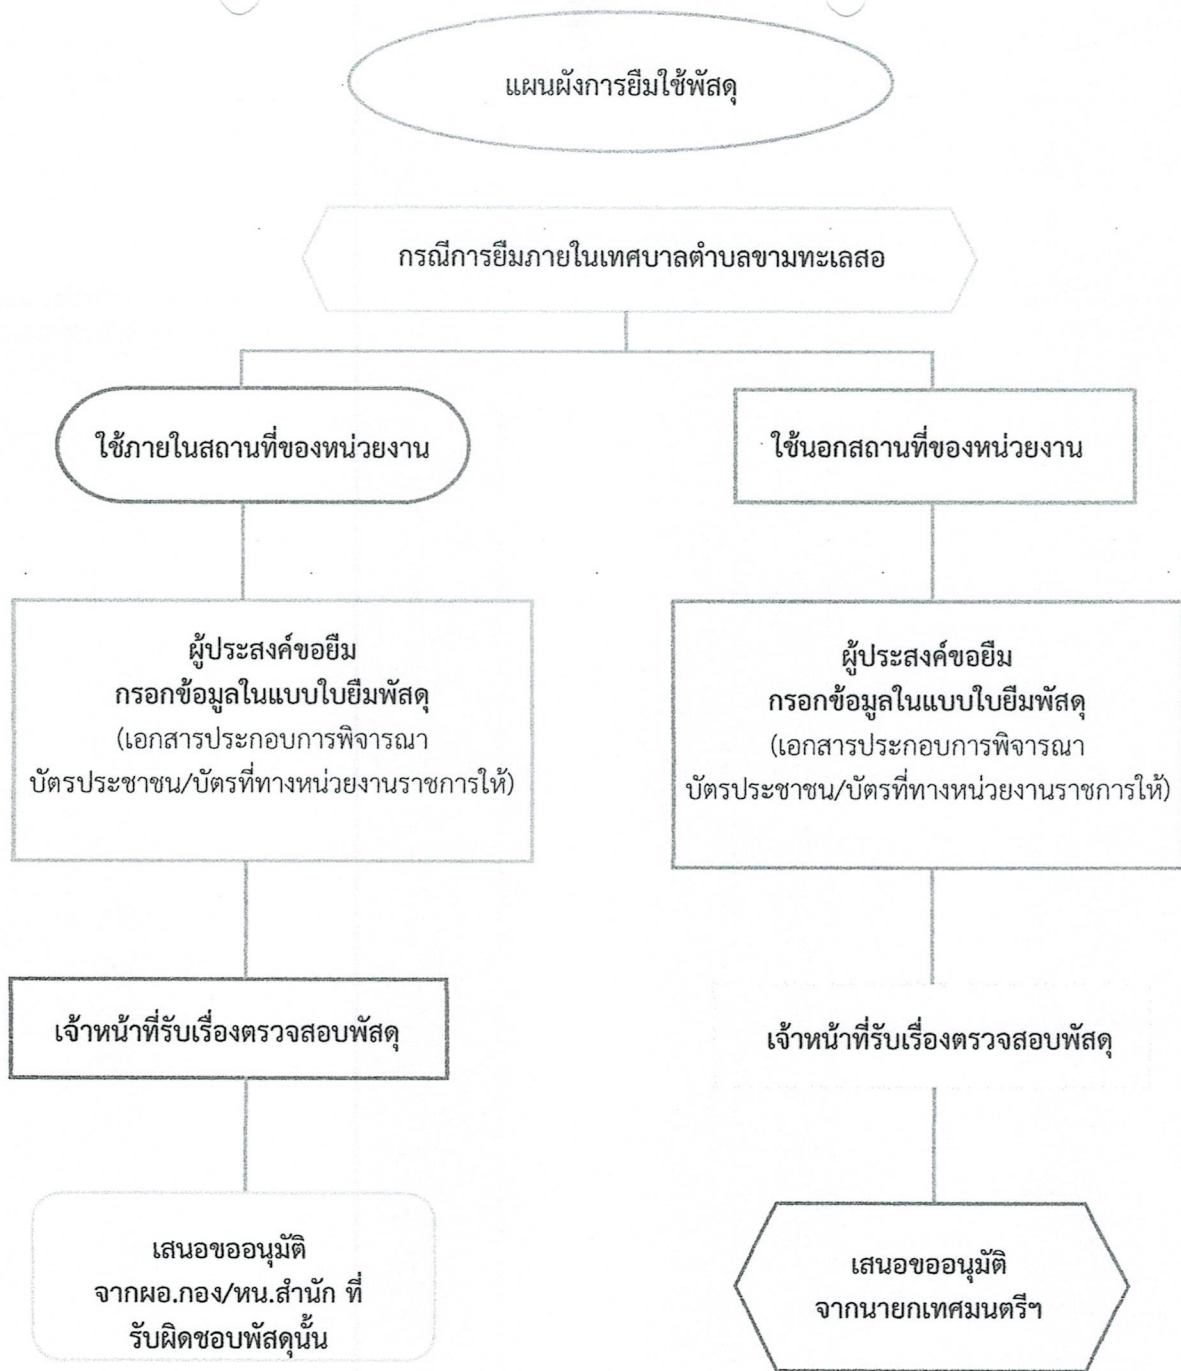 แผนผังการยืมใช้พัสดุ
กรณีการยืมภายในเทศบาลตำบลขามทะเลสอ
ใช้ภายในสถานที่ของหน่วยงาน
ใช้นอกสถานที่ของหน่วยงาน
ผู้ประสงค์ขอยืม
กรอกข้อมูลในแบบใบยืมพัสดุ
(เอกสารประกอบการพิจารณา
บัตรประชาชน/บัตรที่ทางหน่วยงานราชการให้)
ผู้ประสงค์ขอยืม
กรอกข้อมูลในแบบใบยืมพัสดุ
(เอกสารประกอบการพิจารณา
บัตรประชาชน/บัตรที่ทางหน่วยงานราชการให้)
เจ้าหน้าที่รับเรื่องตรวจสอบพัสดุ
เจ้าหน้าที่รับเรื่องตรวจสอบพัสดุ
เสนอขออนุมัติ
จากผอ.กอง/หน.สำนัก ที่
รับผิดชอบพัสดุนั้น
เสนอขออนุมัติ
จากนายกเทศมนตรีฯ